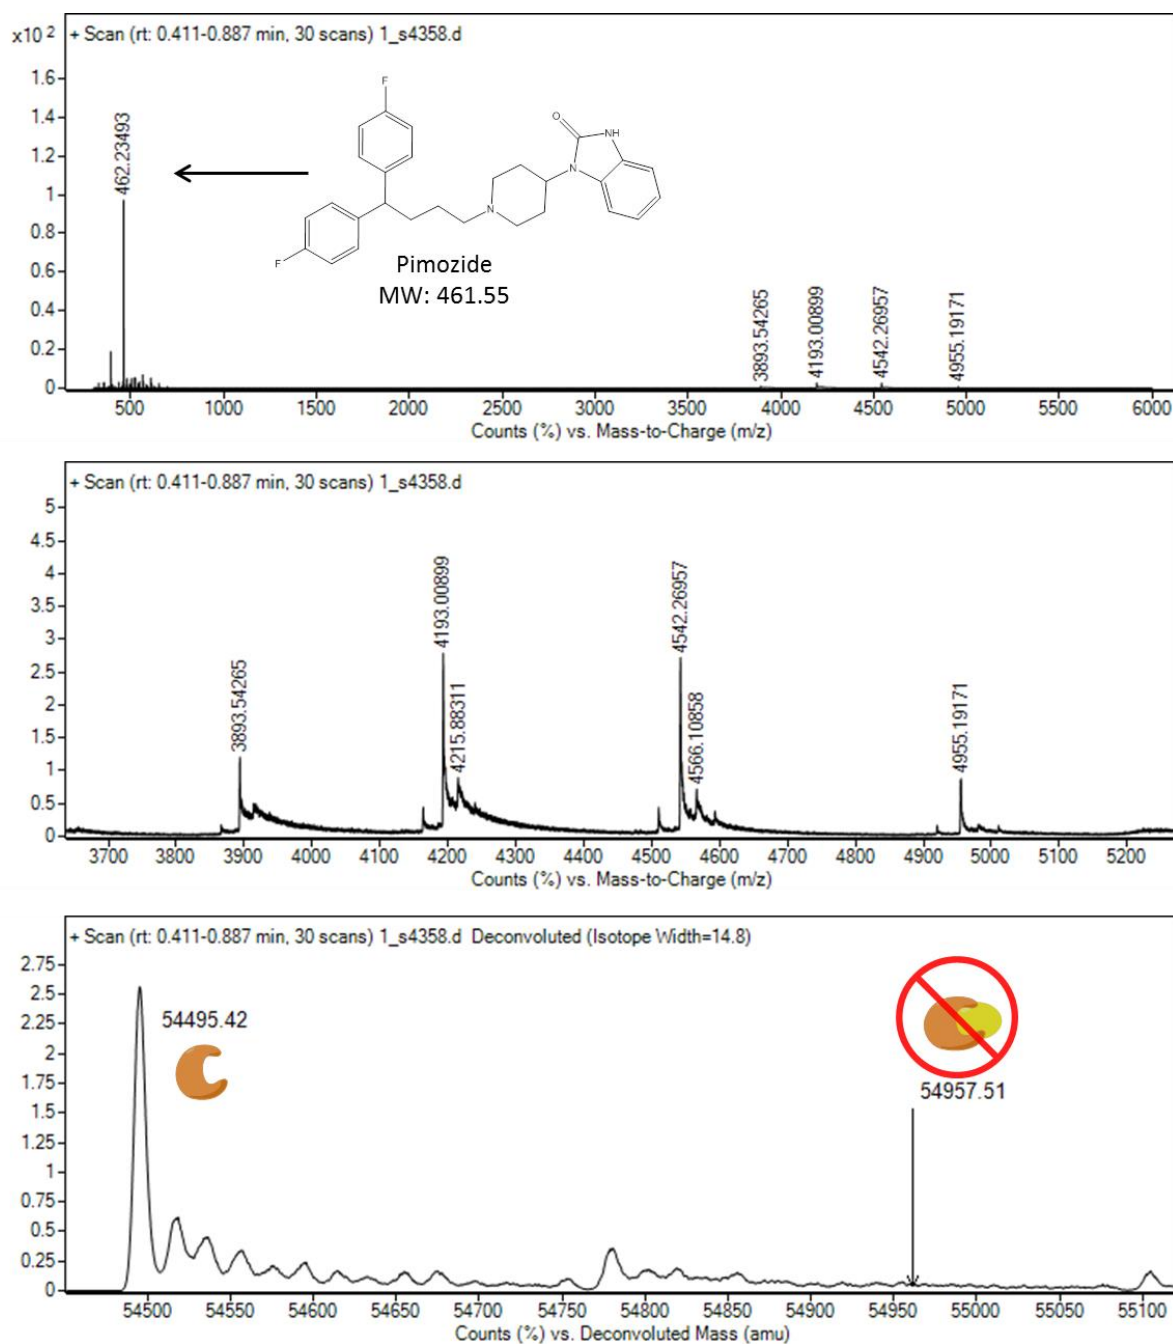 x10 2
+ Scan (rt: 0.411-0.887 min, 30 scans) 1_s4358.d
1.6
1.4
1.2
1
0.8
0.6
0.4
0.2
0
462.23493
F
F
N
N
NH
O
Pimozide
MW: 461.55
3893.54265
4193.00899
4542.26957
4955.19171
500 1000 1500 2000 2500 3000 3500 4000 4500 5000 5500 6000
Counts (%) vs. Mass-to-Charge (m/z)
+ Scan (rt: 0.411-0.887 min, 30 scans) 1_s4358.d
5
4.5
4
3.5
3
2.5
2
1.5
1
0.5
0
3893.54265
4193.00899
4215.88311
4542.26957
4566.10858
4955.19171
3700 3800 3900 4000 4100 4200 4300 4400 4500 4600 4700 4800 4900 5000 5100 5200
Counts (%) vs. Mass-to-Charge (m/z)
+ Scan (rt: 0.411-0.887 min, 30 scans) 1_s4358.d Deconvoluted (Isotope Width=14.8)
2.75
2.5
2.25
2
1.75
1.5
1.25
1
0.75
0.5
0.25
0
54495.42
54957.51
54500 54550 54600 54650 54700 54750 54800 54850 54900 54950 55000 55050 55100
Counts (%) vs. Deconvoluted Mass (amu)